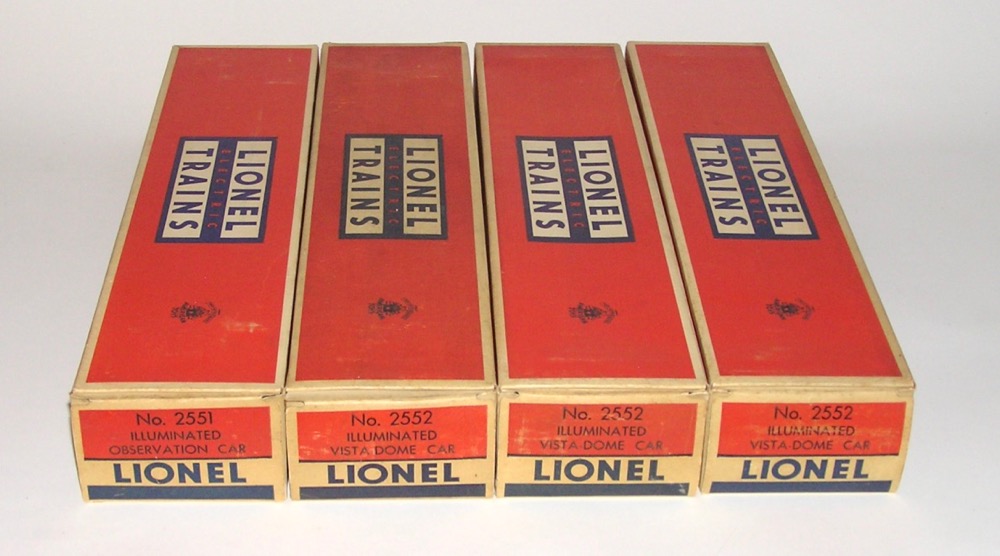 LIONEL
ELECTRIC
TRAINS
LIONEL
ELECTRIC
TRAINS
LIONEL
ELECTRIC
TRAINS
LIONEL
ELECTRIC
TRAINS
No. 2551
ILLUMINATED
OBSERVATION CAR
LIONEL
No. 2552
ILLUMINATED
VISTA-DOME CAR
LIONEL
No. 2552
ILLUMINATED
VISTA-DOME CAR
LIONEL
No. 2552
ILLUMINATED
VISTA-DOME CAR
LIONEL